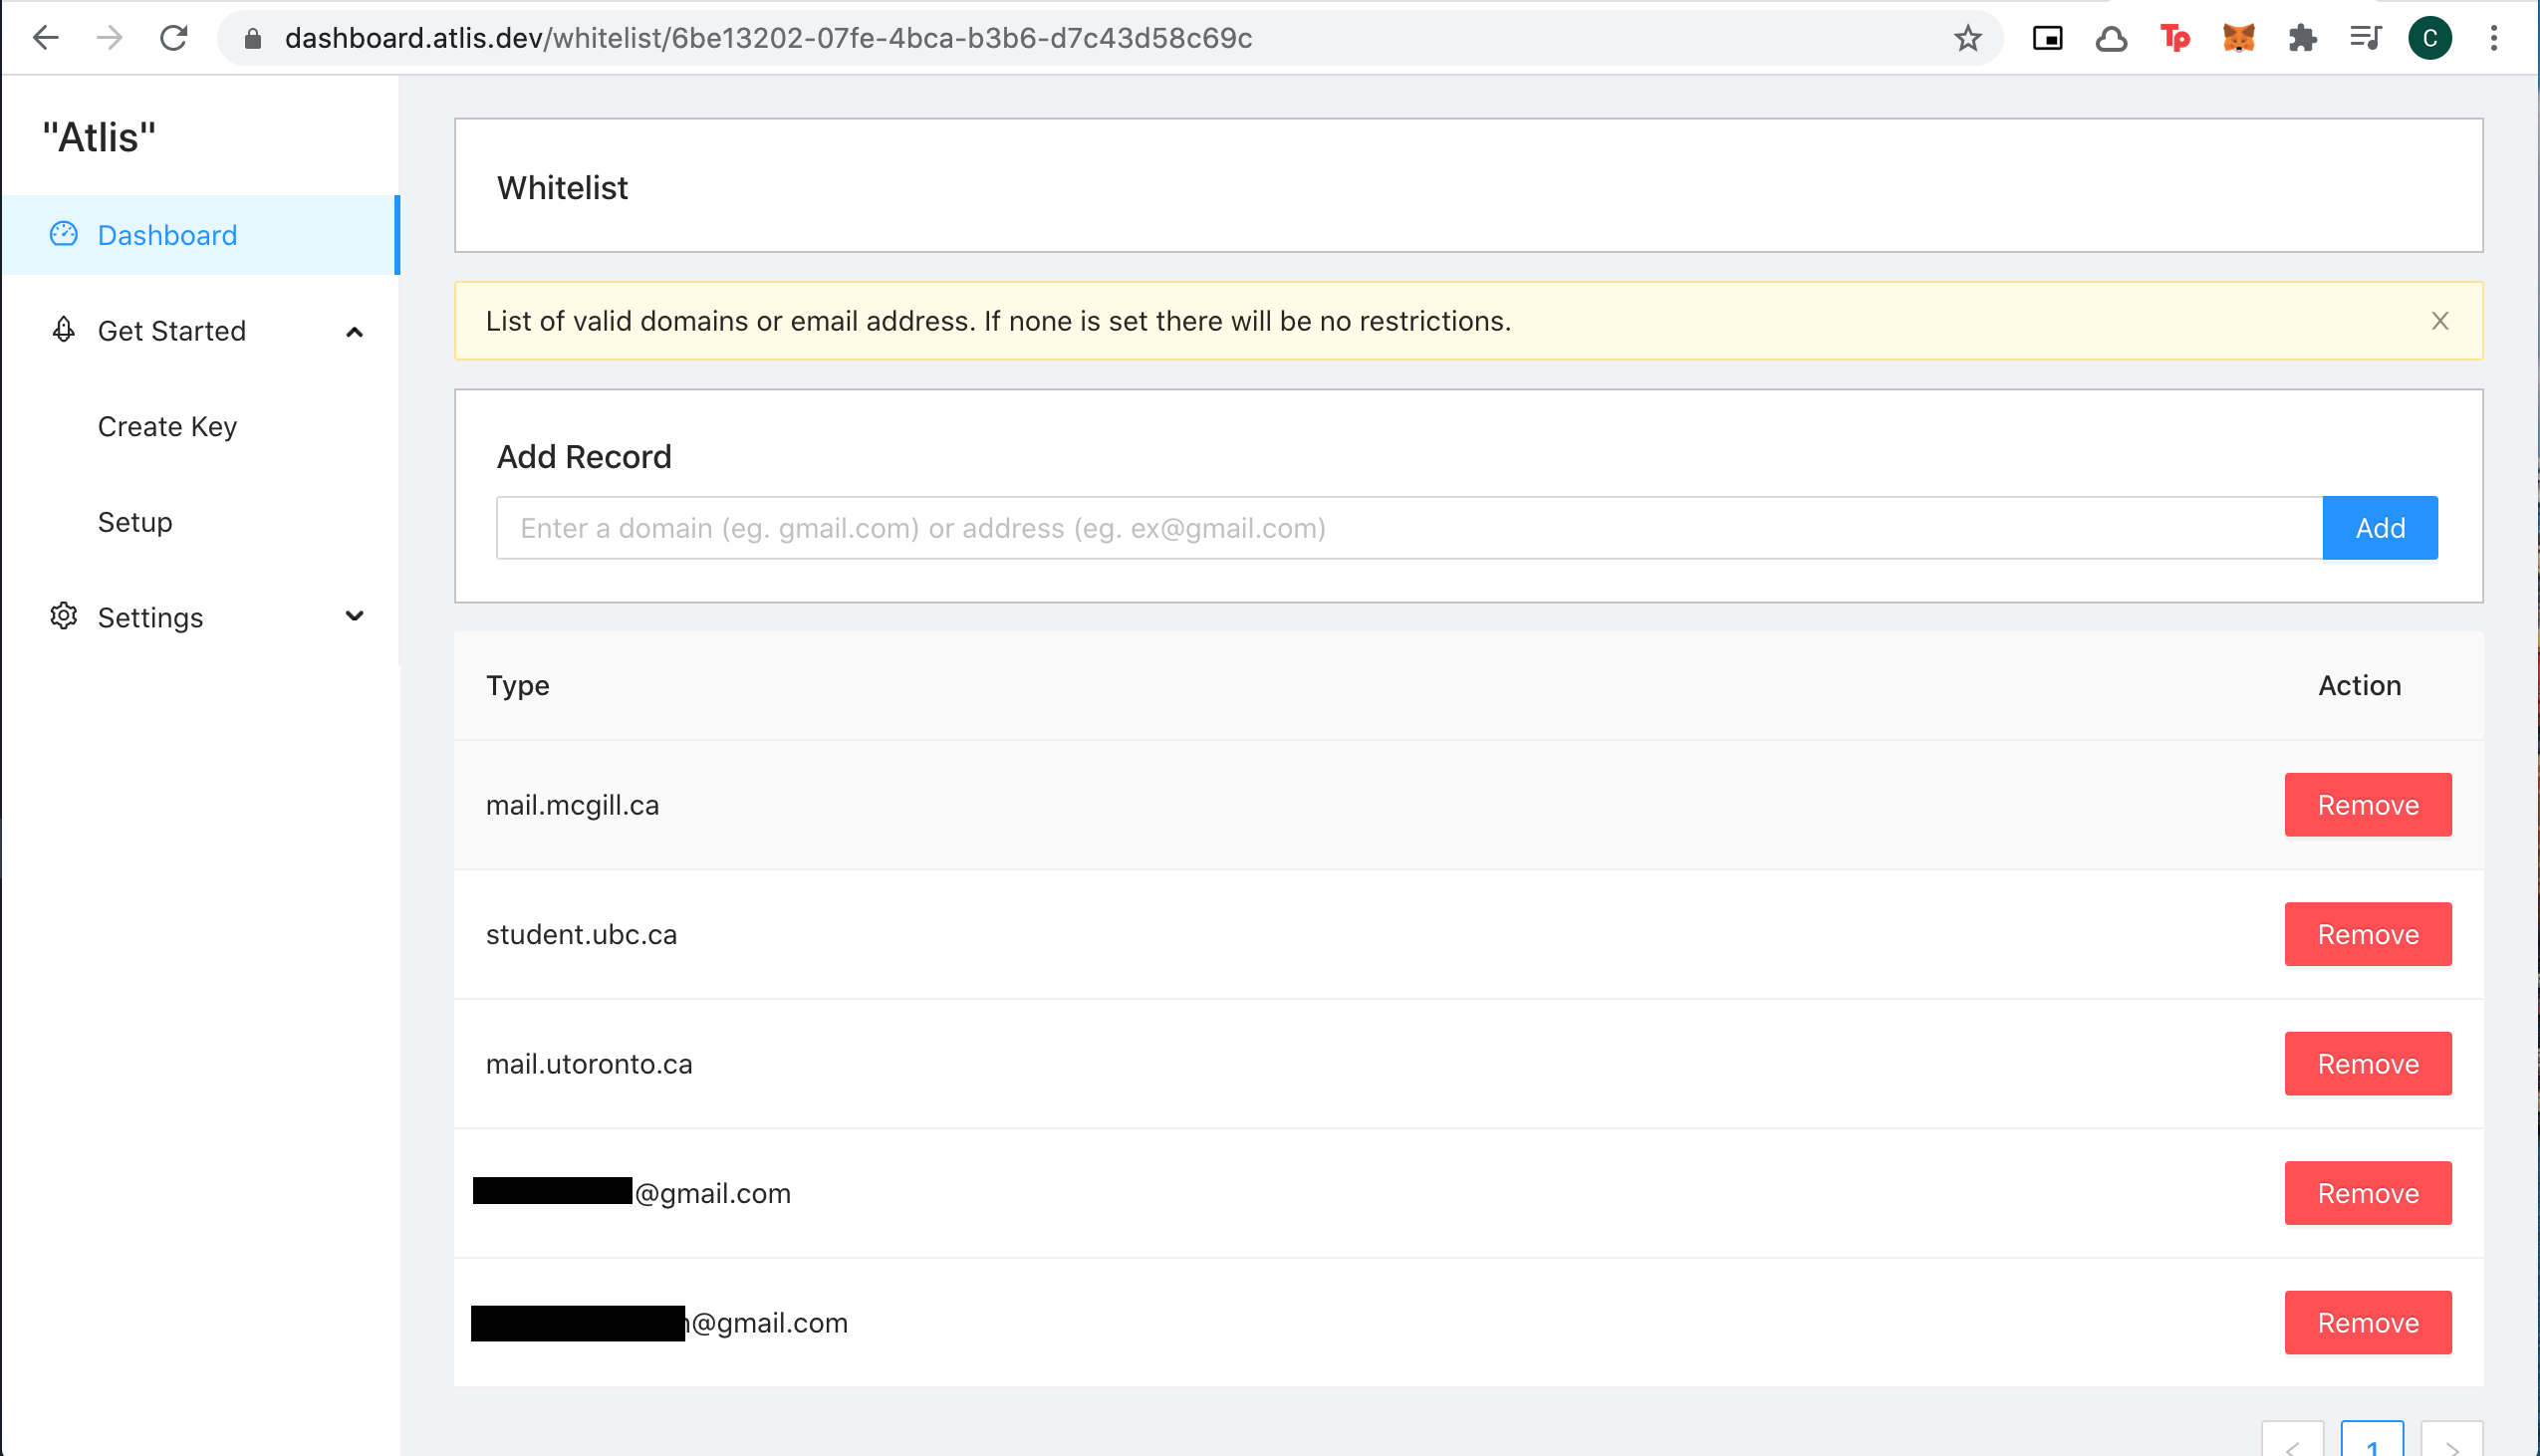 dashboard.atlis.dev/whitelist/6be13202-07fe-4bca-b3b6-d7c43d58c69c
Tp
C
"Atlis"
Dashboard
Get Started
Create Key
Setup
Settings
Whitelist
List of valid domains or email address. If none is set there will be no restrictions.
X
Add Record
Enter a domain (eg. gmail.com) or address (eg. ex@gmail.com)
Add
Type
Action
mail.mcgill.ca
Remove
student.ubc.ca
Remove
mail.utoronto.ca
Remove
@gmail.com
Remove
@gmail.com
Remove
< 1 >